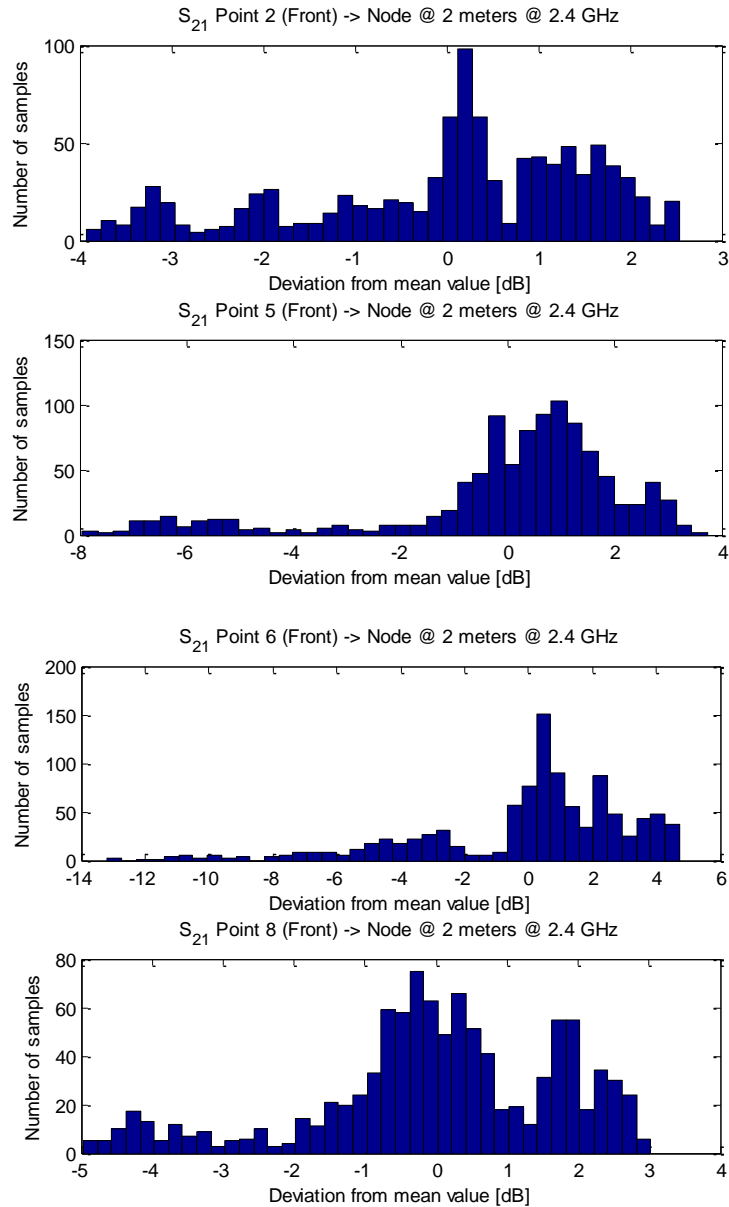 S21 Point 2 (Front) -> Node @ 2 meters @ 2.4 GHz
100
50
0
Number of samples
-4 -3 -2 -1 0 1 2 3
Deviation from mean value [dB]
S21 Point 5 (Front) -> Node @ 2 meters @ 2.4 GHz
150
100
50
0
Number of samples
-8 -6 -4 -2 0 2 4
Deviation from mean value [dB]
S21 Point 6 (Front) -> Node @ 2 meters @ 2.4 GHz
200
150
100
50
0
Number of samples
-14 -12 -10 -8 -6 -4 -2 0 2 4 6
Deviation from mean value [dB]
S21 Point 8 (Front) -> Node @ 2 meters @ 2.4 GHz
80
60
40
20
0
Number of samples
-5 -4 -3 -2 -1 0 1 2 3 4
Deviation from mean value [dB]